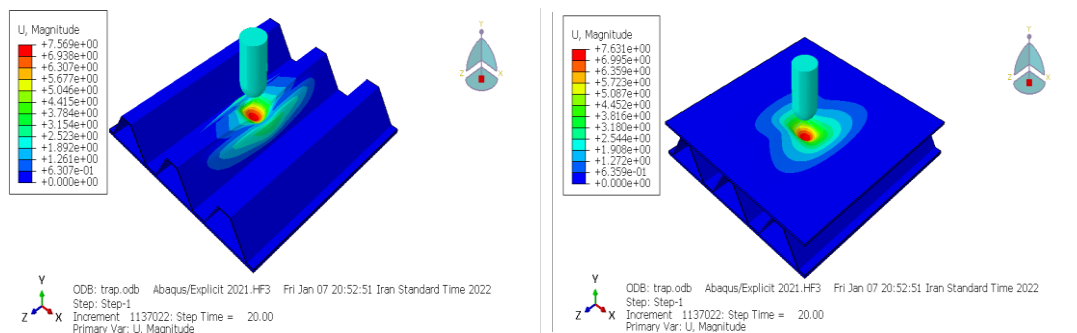 U, Magnitude
+7.569e+00
+6.938e+00
+6.307e+00
+5.677e+00
+5.046e+00
+4.415e+00
+3.784e+00
+3.154e+00
+2.523e+00
+1.892e+00
+1.261e+00
+6.307e-01
+0.000e+00
Y
Z
X
Y
Z
X
ODB: trap.odb Abaqus/Explicit 2021.HF3 Fri Jan 07 20:52:51 Iran Standard Time 2022
Step: Step-1
Increment 1137022: Step Time = 20.00
Primary Var: U, Magnitude
U, Magnitude
+7.631e+00
+6.995e+00
+6.359e+00
+5.723e+00
+5.087e+00
+4.452e+00
+3.816e+00
+3.180e+00
+2.544e+00
+1.908e+00
+1.272e+00
+6.359e-01
+0.000e+00
Y
Z
X
Y
Z
X
ODB: trap.odb Abaqus/Explicit 2021.HF3 Fri Jan 07 20:52:51 Iran Standard Time 2022
Step: Step-1
Increment 1137022: Step Time = 20.00
Primary Var: U, Magnitude